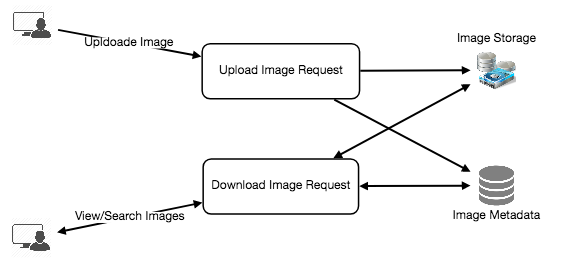 Upldoade Image
Upload Image Request
Image Storage
Download Image Request
View/Search Images
Image Metadata